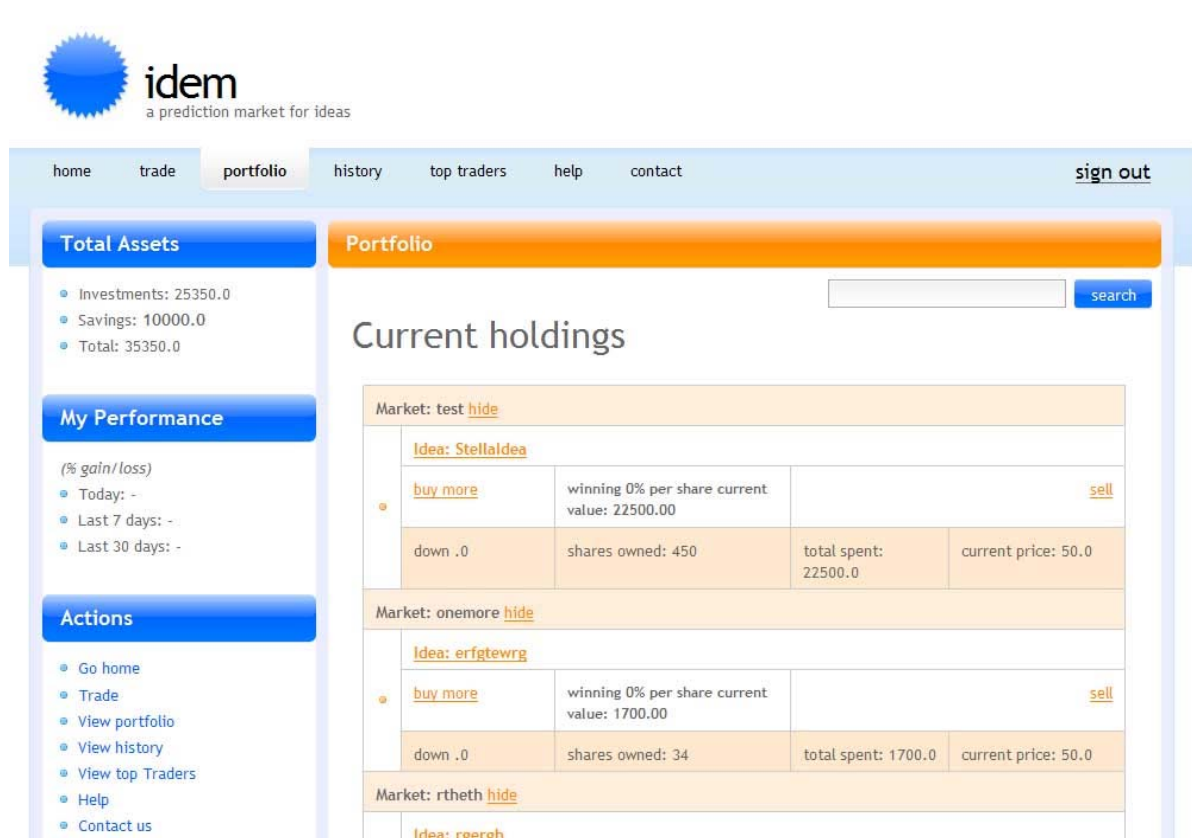 idem
a prediction market for ideas
home trade portfolio history top traders help contact sign out
Total Assets
Investments: 25350.0
Savings: 10000.0
Total: 35350.0
My Performance
(% gain/loss)
Today: -
Last 7 days: -
Last 30 days: -
Actions
Go home
Trade
View portfolio
View history
View top Traders
Help
Contact us
Portfolio
search
Current holdings
Market: test hide
Idea: StellaIdea
buy more
winning 0% per share current
value: 22500.00
sell
down .0
shares owned: 450
total spent:
22500.0
current price: 50.0
Market: onemore hide
Idea: erfgtewrg
buy more
winning 0% per share current
value: 1700.00
sell
down .0
shares owned: 34
total spent: 1700.0
current price: 50.0
Market: rtheth hide
Idea: rgergb